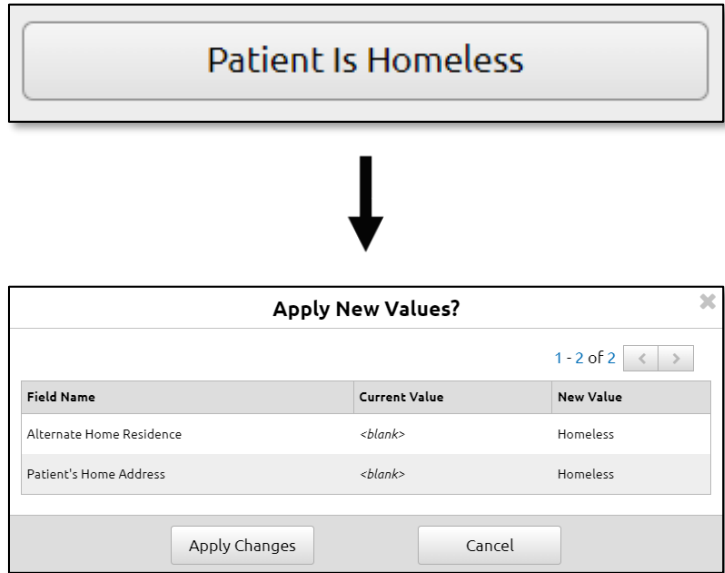 Patient Is Homeless
Apply New Values?
1 - 2 of 2
Field Name Current Value New Value
Alternate Home Residence <blank> Homeless
Patient's Home Address <blank> Homeless
Apply Changes Cancel